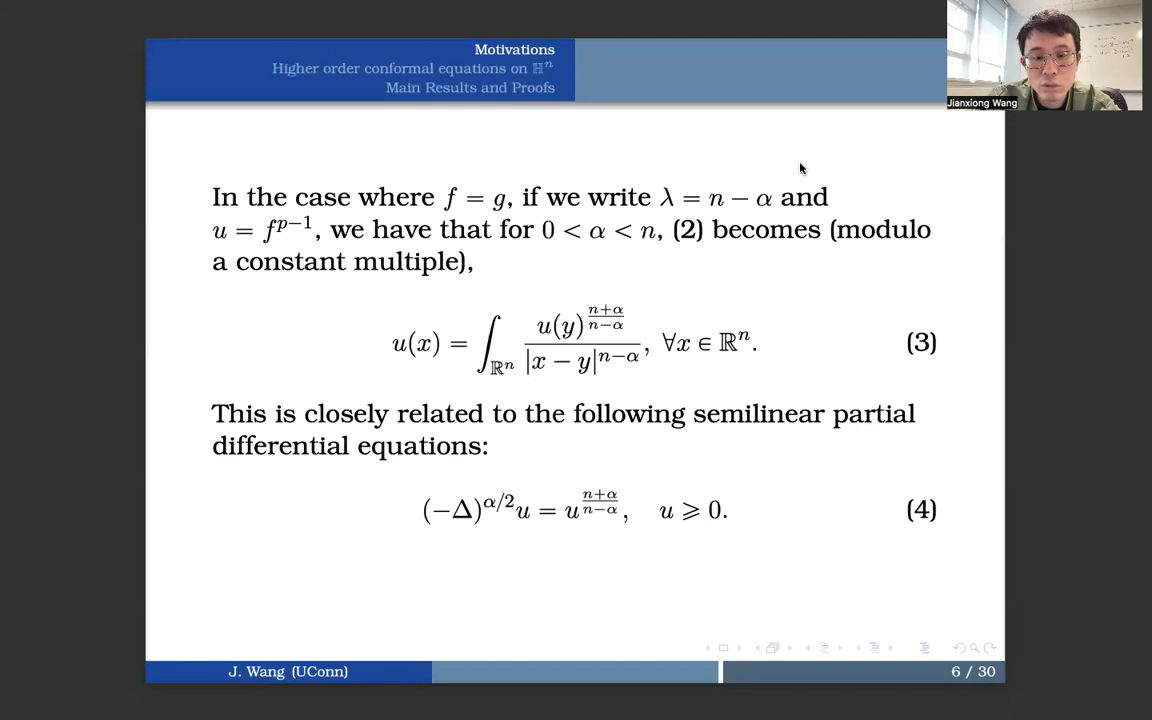 Motivations
Higher order conformal equations on ℍⁿ
Main Results and Proofs
Jianxiong Wang
In the case where f = g, if we write λ = n − α and
u = f^{p−1}, we have that for 0 < α < n, (2) becomes (modulo
a constant multiple),
u(x) = ∫_{ℝⁿ} u(y)^{\frac{n+α}{n−α}} / |x − y|^{n−α}, ∀x ∈ ℝⁿ. (3)
This is closely related to the following semilinear partial
differential equations:
(−Δ)^{α/2} u = u^{\frac{n+α}{n−α}}, u ⩾ 0. (4)
J. Wang (UConn) 6 / 30